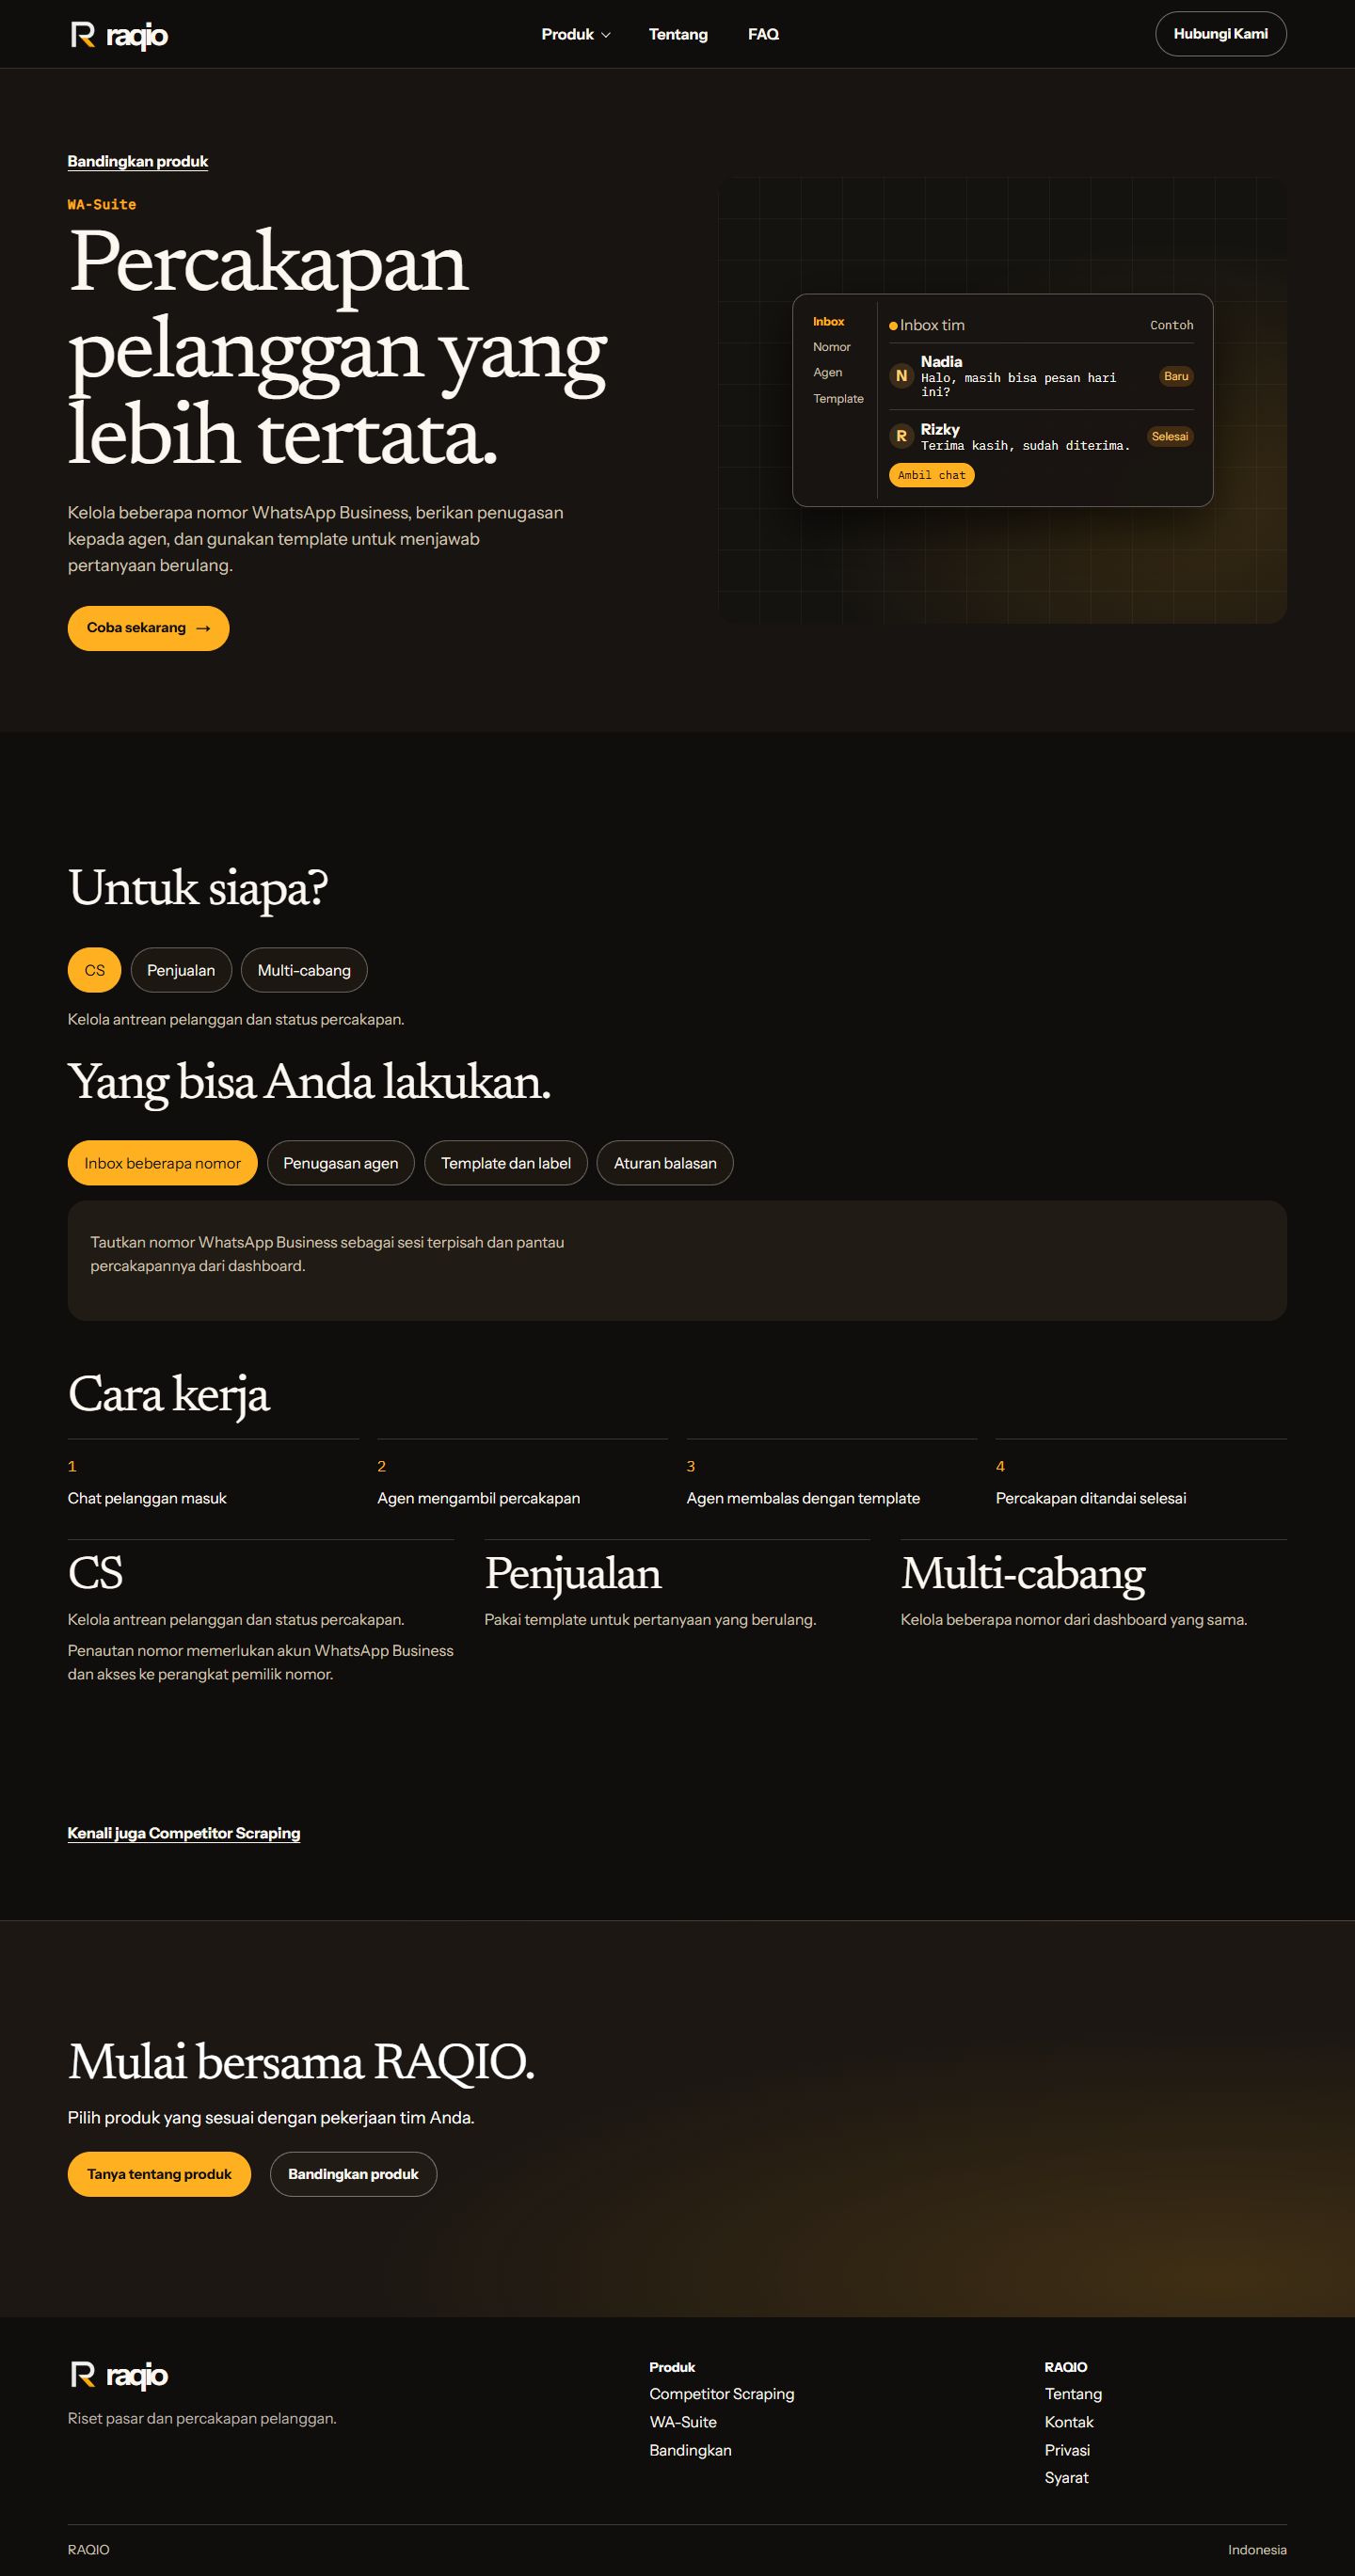 raqio
Produk
Tentang
FAQ
Hubungi Kami
Bandingkan produk
WA-Suite
Percakapan
pelanggan yang
lebih tertata.
Kelola beberapa nomor WhatsApp Business, berikan penugasan
kepada agen, dan gunakan template untuk menjawab
pertanyaan berulang.
Coba sekarang →
Inbox
Nomor
Agen
Template
Inbox tim
Contoh
N
Nadia
Halo, masih bisa pesan hari
ini?
Baru
R
Rizky
Terima kasih, sudah diterima.
Selesai
Ambil chat
Untuk siapa?
CS
Penjualan
Multi-cabang
Kelola antrean pelanggan dan status percakapan.
Yang bisa Anda lakukan.
Inbox beberapa nomor
Penugasan agen
Template dan label
Aturan balasan
Tautkan nomor WhatsApp Business sebagai sesi terpisah dan pantau
percakapannya dari dashboard.
Cara kerja
1
Chat pelanggan masuk
2
Agen mengambil percakapan
3
Agen membalas dengan template
4
Percakapan ditandai selesai
CS
Kelola antrean pelanggan dan status percakapan.
Penautan nomor memerlukan akun WhatsApp Business
dan akses ke perangkat pemilik nomor.
Penjualan
Pakai template untuk pertanyaan yang berulang.
Multi-cabang
Kelola beberapa nomor dari dashboard yang sama.
Kenali juga Competitor Scraping
Mulai bersama RAQIO.
Pilih produk yang sesuai dengan pekerjaan tim Anda.
Tanya tentang produk
Bandingkan produk
raqio
Riset pasar dan percakapan pelanggan.
Produk
Competitor Scraping
WA-Suite
Bandingkan
RAQIO
Tentang
Kontak
Privasi
Syarat
RAQIO
Indonesia